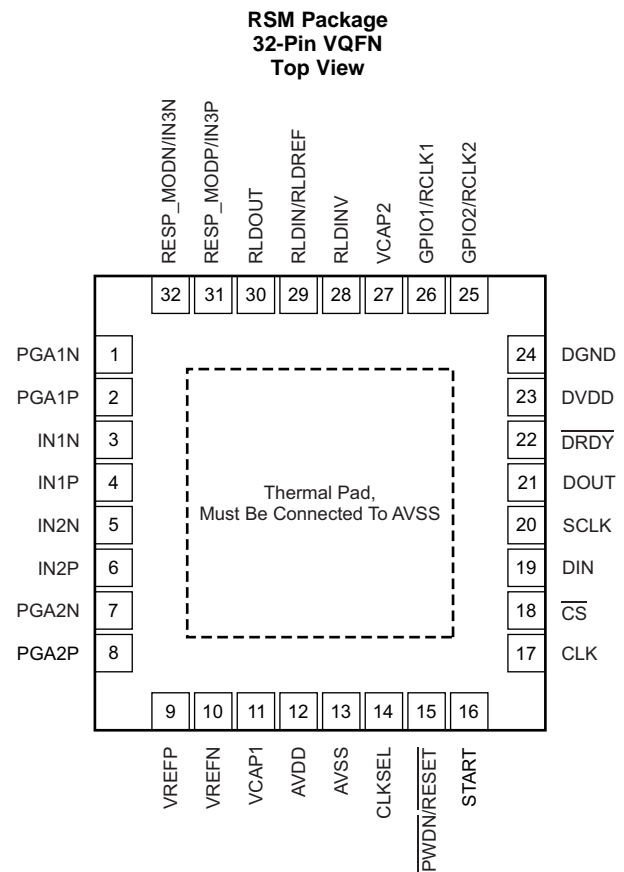 RSM Package
32-Pin VQFN
Top View
RESP_MODN/IN3N
RESP_MODP/IN3P
RLDOUT
RLDIN/RLDREF
RLDINV
VCAP2
GPIO1/RCLK1
GPIO2/RCLK2
32 31 30 29 28 27 26 25
PGA1N 1
PGA1P 2
IN1N 3
IN1P 4
IN2N 5
IN2P 6
PGA2N 7
PGA2P 8
Thermal Pad,
Must Be Connected To AVSS
24 DGND
23 DVDD
22 DRDY
21 DOUT
20 SCLK
19 DIN
18 CS
17 CLK
9 10 11 12 13 14 15 16
VREFP
VREFN
VCAP1
AVDD
AVSS
CLKSEL
PWDN/RESET
START